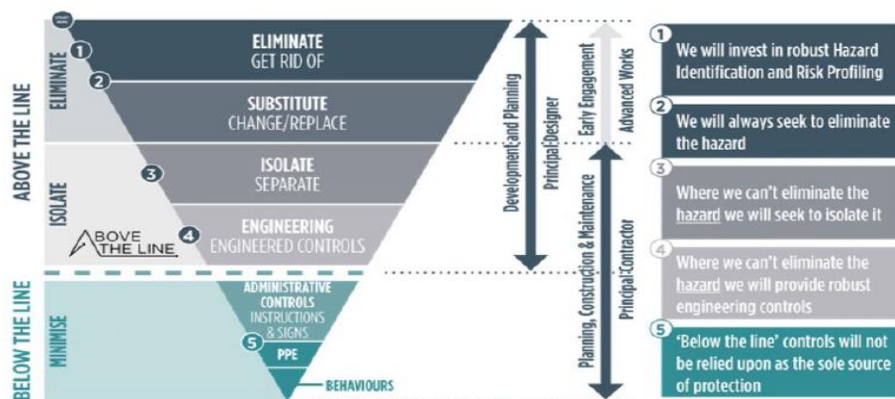 START
HERE
ABOVE THE LINE
ELIMINATE
1
2
ELIMINATE
GET RID OF
SUBSTITUTE
CHANGE/REPLACE
ISOLATE
3
ISOLATE
SEPARATE
4
ENGINEERING
ENGINEERED CONTROLS
ABOVE
THE LINE
BELOW THE LINE
MINIMISE
ADMINISTRATIVE
CONTROLS
INSTRUCTIONS
& SIGNS
5
PPE
BEHAVIOURS
Development and Planning
Principal Designer
Early Engagement
Advanced Works
Planning, Construction & Maintenance
Principal Contractor
1
We will invest in robust Hazard
Identification and Risk Profiling
2
We will always seek to eliminate
the hazard
3
Where we can't eliminate the
hazard we will seek to isolate it
4
Where we can't eliminate the
hazard we will provide robust
engineering controls
5
'Below the line' controls will not
be relied upon as the sole source
of protection